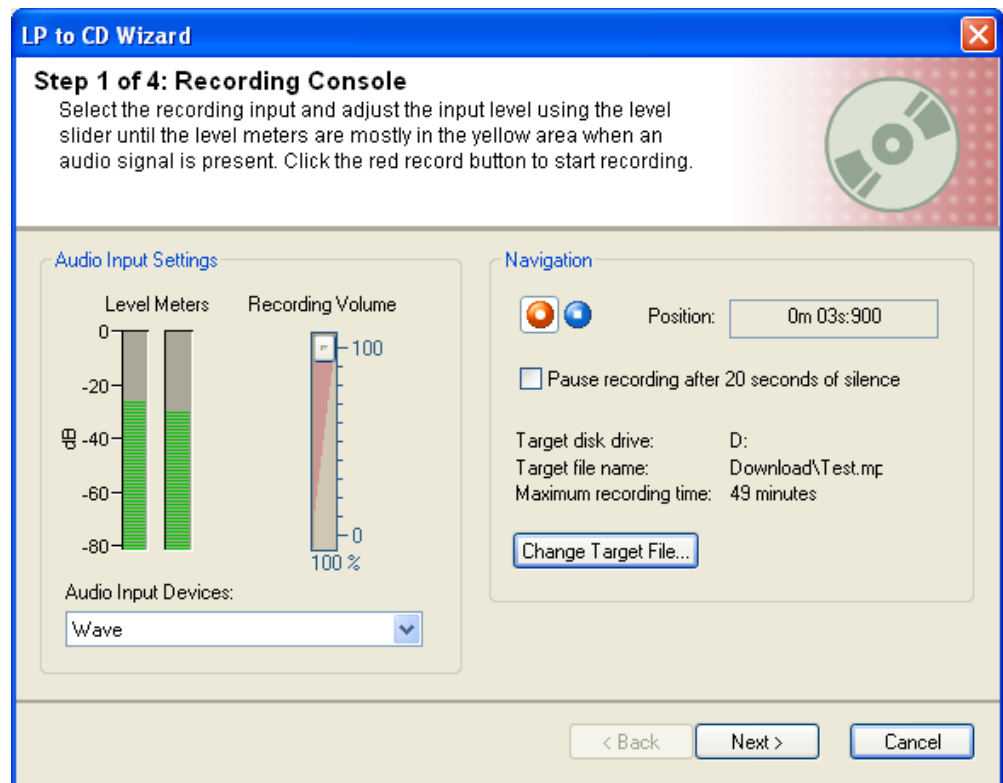 LP to CD Wizard
Step 1 of 4: Recording Console
Select the recording input and adjust the input level using the level
slider until the level meters are mostly in the yellow area when an
audio signal is present. Click the red record button to start recording.
Audio Input Settings
Level Meters
Recording Volume
0
-20
dB
-40
-60
-80
100
0
100 %
Audio Input Devices:
Wave
Navigation
Position: 0m 03s:900
Pause recording after 20 seconds of silence
Target disk drive: D:
Target file name: Download\Test.mp
Maximum recording time: 49 minutes
Change Target File...
< Back
Next >
Cancel